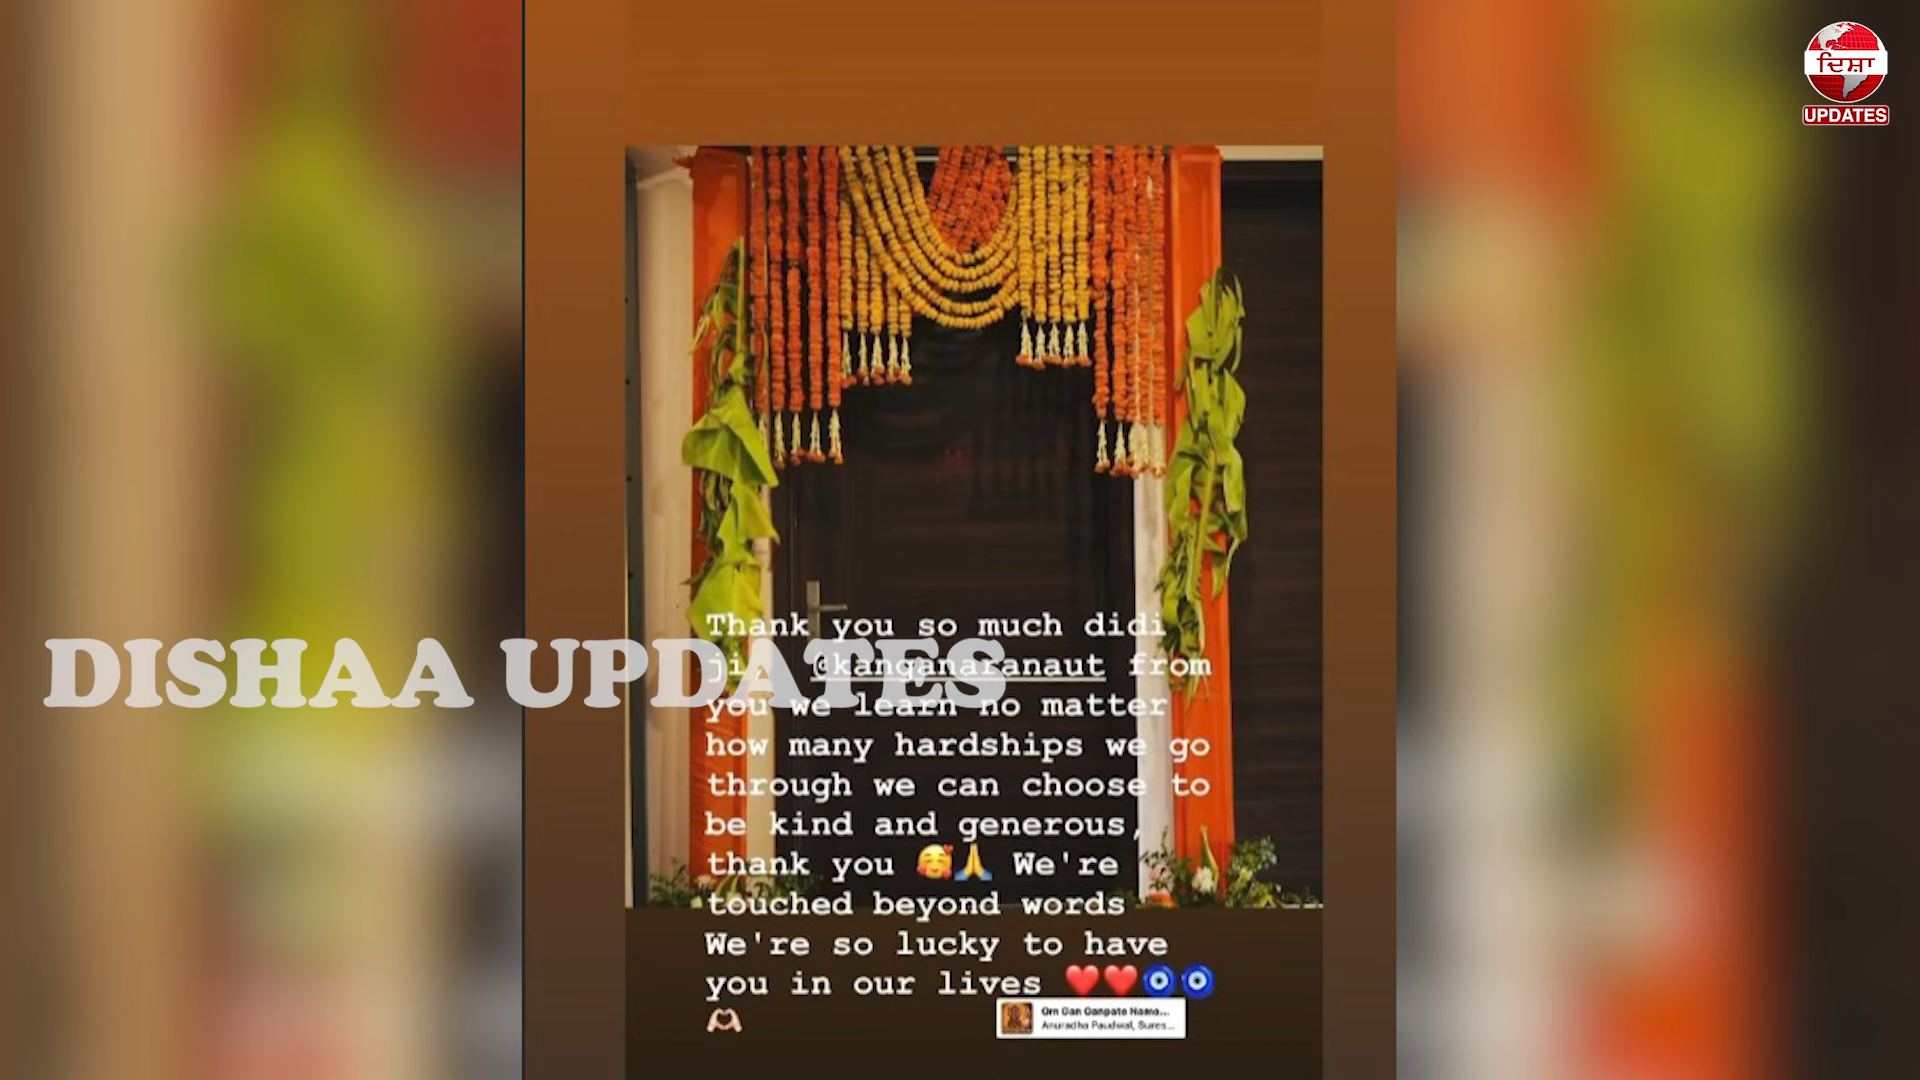 ਦਿਸ਼ਾ
UPDATES
Thank you so much didi
ji, @kanganaranaut from
you we learn no matter
how many hardships we go
through we can choose to
be kind and generous,
thank you 🥰🙏 We're
touched beyond words
We're so lucky to have
you in our lives ❤️❤️🧿🧿
🫶🏻
DISHAA UPDATES
Om Gan Ganpate Namo...
Anuradha Paudwal, Sures...